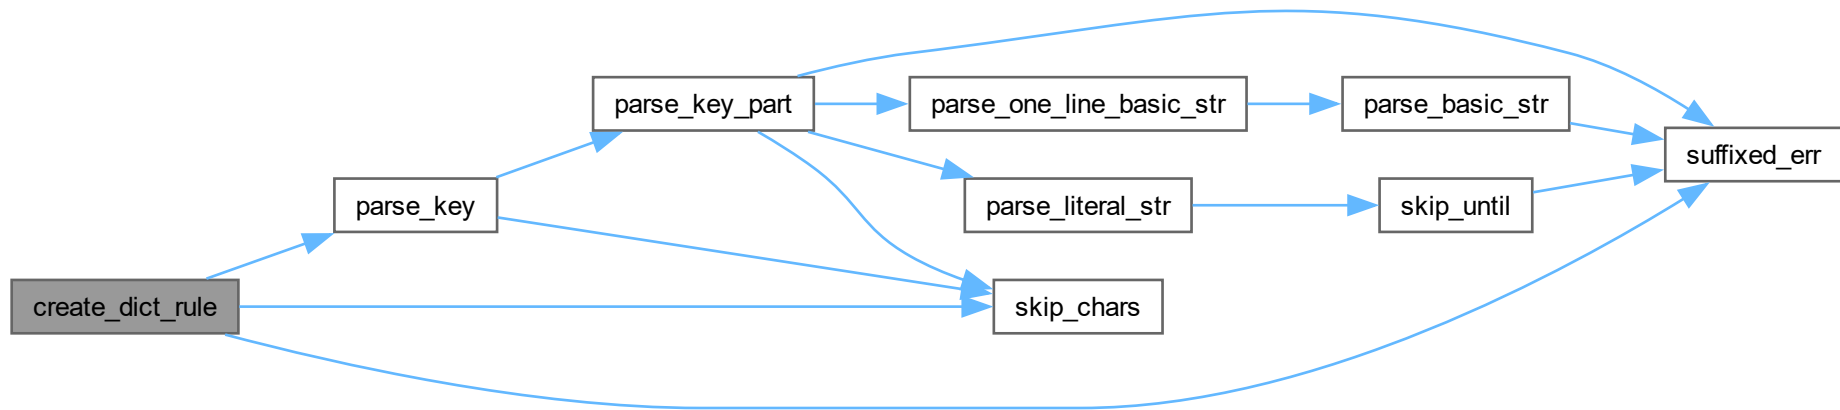 create_dict_rule
parse_key
parse_key_part
parse_one_line_basic_str
parse_basic_str
suffixed_err
parse_literal_str
skip_until
skip_chars